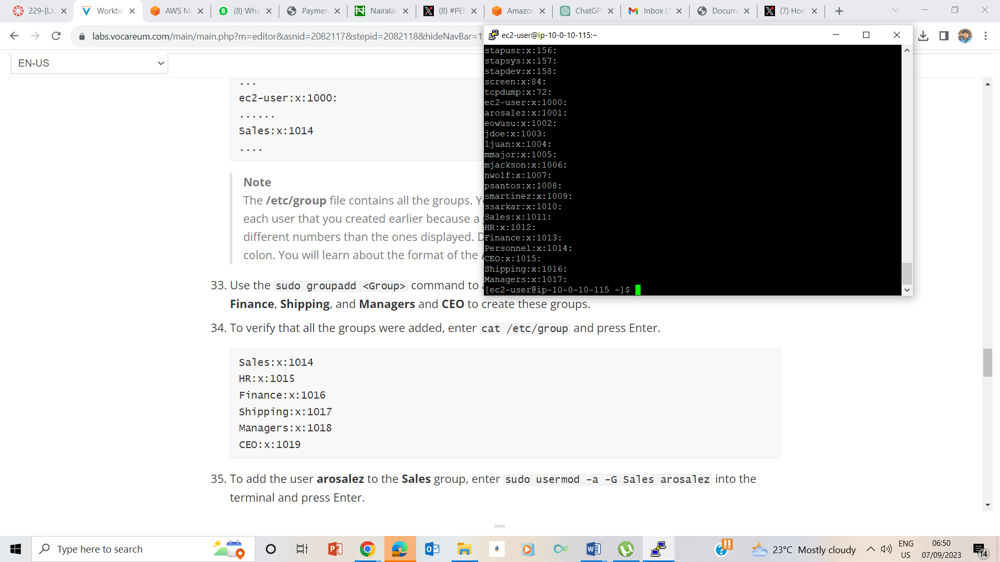 229-[LX
Workbe
AWS Ma
(8) Wha
Paymen
Nairalan
(8) #PEP
Amazon
ChatGP
Inbox (1
Docum
(7) Hom
labs.vocareum.com/main/main.php?m=editor&asnid=2082117&stepid=2082118&hideNavBar=1
EN-US
...
ec2-user:x:1000:
......
Sales:x:1014
....
Note
The /etc/group file contains all the groups.
each user that you created earlier because a
different numbers than the ones displayed.
colon. You will learn about the format of the
33. Use the sudo groupadd <Group> command to
Finance, Shipping, and Managers and CEO to create these groups.
34. To verify that all the groups were added, enter cat /etc/group and press Enter.
Sales:x:1014
HR:x:1015
Finance:x:1016
Shipping:x:1017
Managers:x:1018
CEO:x:1019
35. To add the user arosalez to the Sales group, enter sudo usermod -a -G Sales arosalez into the
terminal and press Enter.
ec2-user@ip-10-0-10-115:~
stapusr:x:156:
stapsys:x:157:
stapdev:x:158:
screen:x:84:
tcpdump:x:72:
ec2-user:x:1000:
arosalez:x:1001:
eowusu:x:1002:
jdoe:x:1003:
ljuan:x:1004:
mmajor:x:1005:
mjackson:x:1006:
nwolf:x:1007:
psantos:x:1008:
smartinez:x:1009:
ssarkar:x:1010:
Sales:x:1011:
HR:x:1012:
Finance:x:1013:
Personnel:x:1014:
CEO:x:1015:
Shipping:x:1016:
Managers:x:1017:
[ec2-user@ip-10-0-10-115 ~]$
Type here to search
23°C Mostly cloudy
ENG
US
06:50
07/09/2023
14